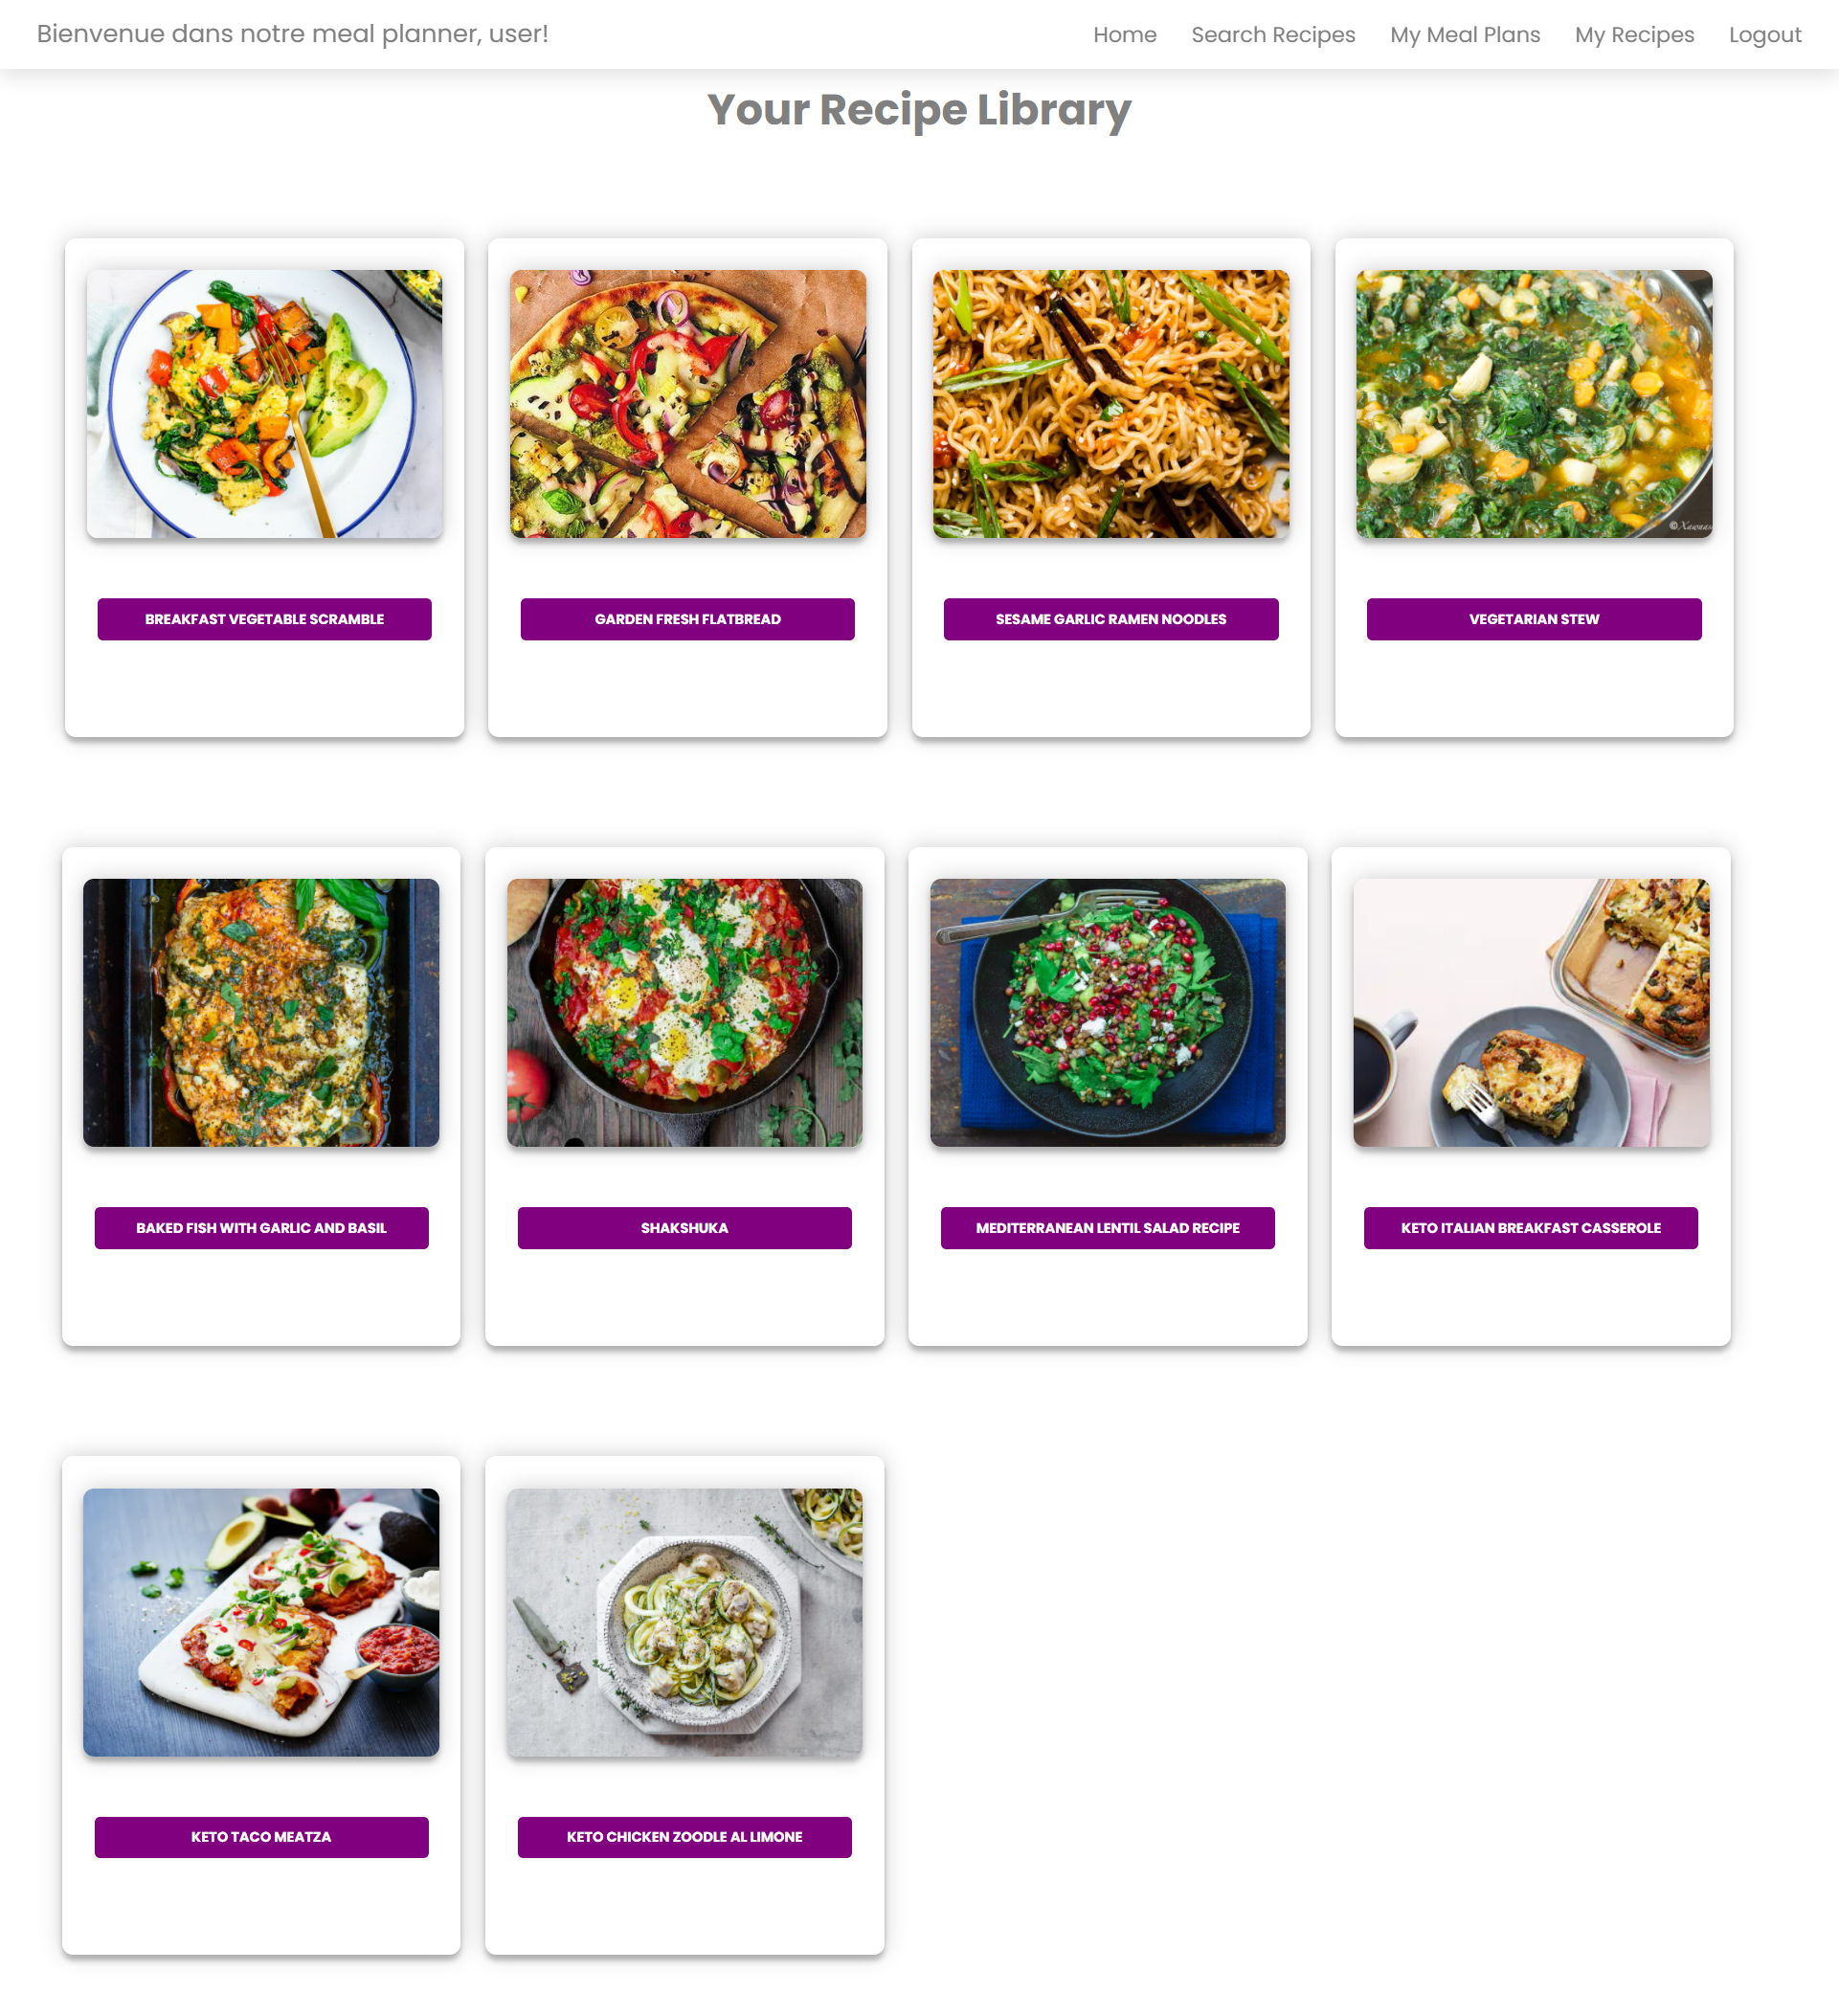 Bienvenue dans notre meal planner, user!
Home Search Recipes My Meal Plans My Recipes Logout
Your Recipe Library
BREAKFAST VEGETABLE SCRAMBLE
GARDEN FRESH FLATBREAD
SESAME GARLIC RAMEN NOODLES
VEGETARIAN STEW
BAKED FISH WITH GARLIC AND BASIL
SHAKSHUKA
MEDITERRANEAN LENTIL SALAD RECIPE
KETO ITALIAN BREAKFAST CASSEROLE
KETO TACO MEATZA
KETO CHICKEN ZOODLE AL LIMONE